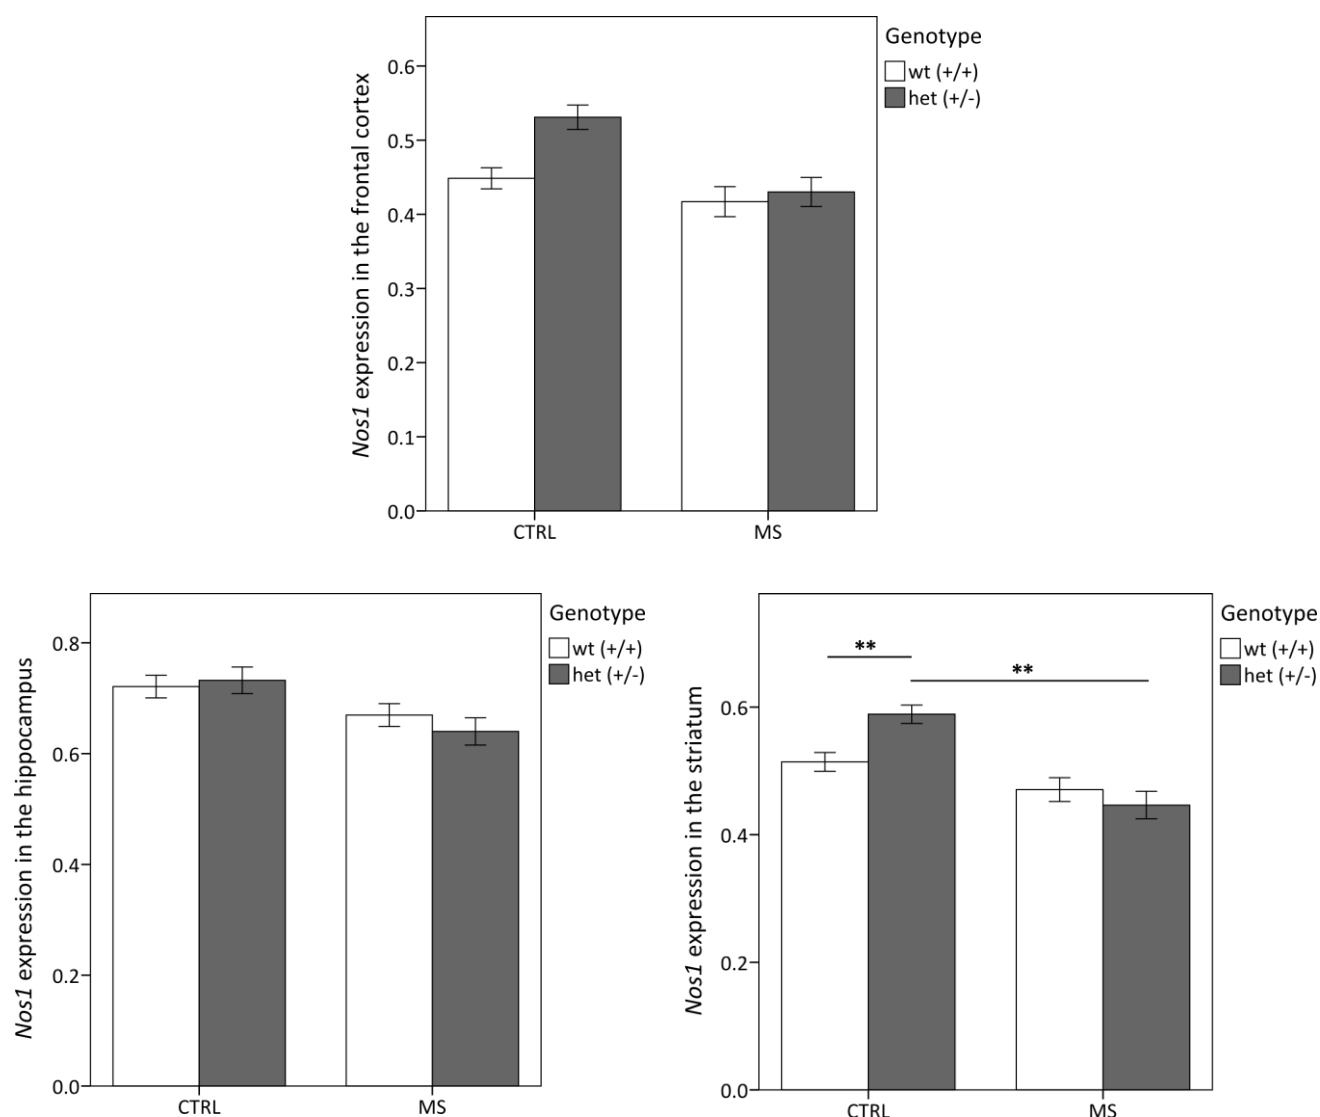 Nos1 expression in the frontal cortex
0.6
0.5
0.4
0.3
0.2
0.1
0.0
CTRL MS
Genotype
wt (+/+)
het (+/-)
Nos1 expression in the hippocampus
0.8
0.6
0.4
0.2
0.0
CTRL MS
Genotype
wt (+/+)
het (+/-)
Nos1 expression in the striatum
0.6
0.4
0.2
0.0
**
**
CTRL MS
Genotype
wt (+/+)
het (+/-)